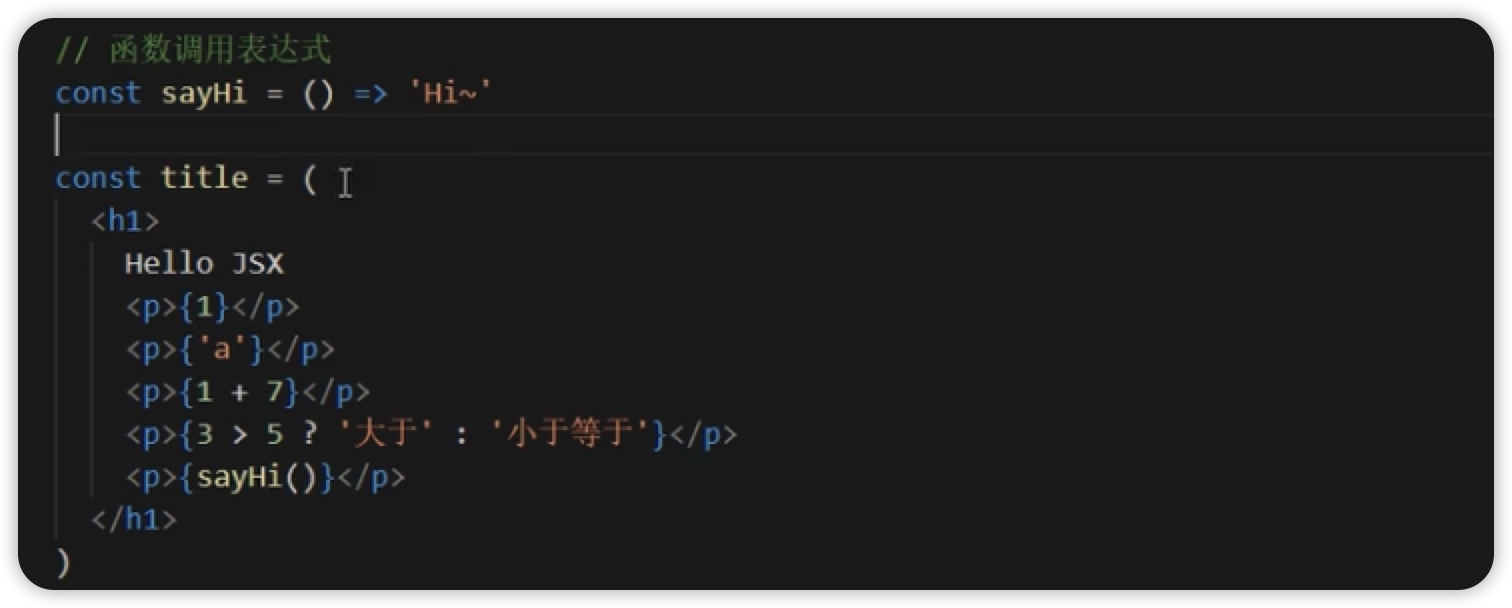 // 函数调用表达式
const sayHi = () => 'Hi~'
const title = (
<h1>
Hello JSX
<p>{1}</p>
<p>{'a'}</p>
<p>{1 + 7}</p>
<p>{3 > 5 ? '大于' : '小于等于'}</p>
<p>{sayHi()}</p>
</h1>
)